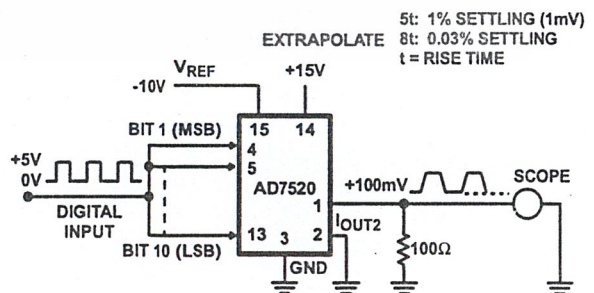 5t: 1% SETTLING (1mV)
EXTRAPOLATE 8t: 0.03% SETTLING
t = RISE TIME
VREF +15V
-10V
BIT 1 (MSB) 15 14
4
+5V 5
0V AD7520 +100mV SCOPE
DIGITAL 1
INPUT IOUT2
13 3 2 100Ω
BIT 10 (LSB)
GND